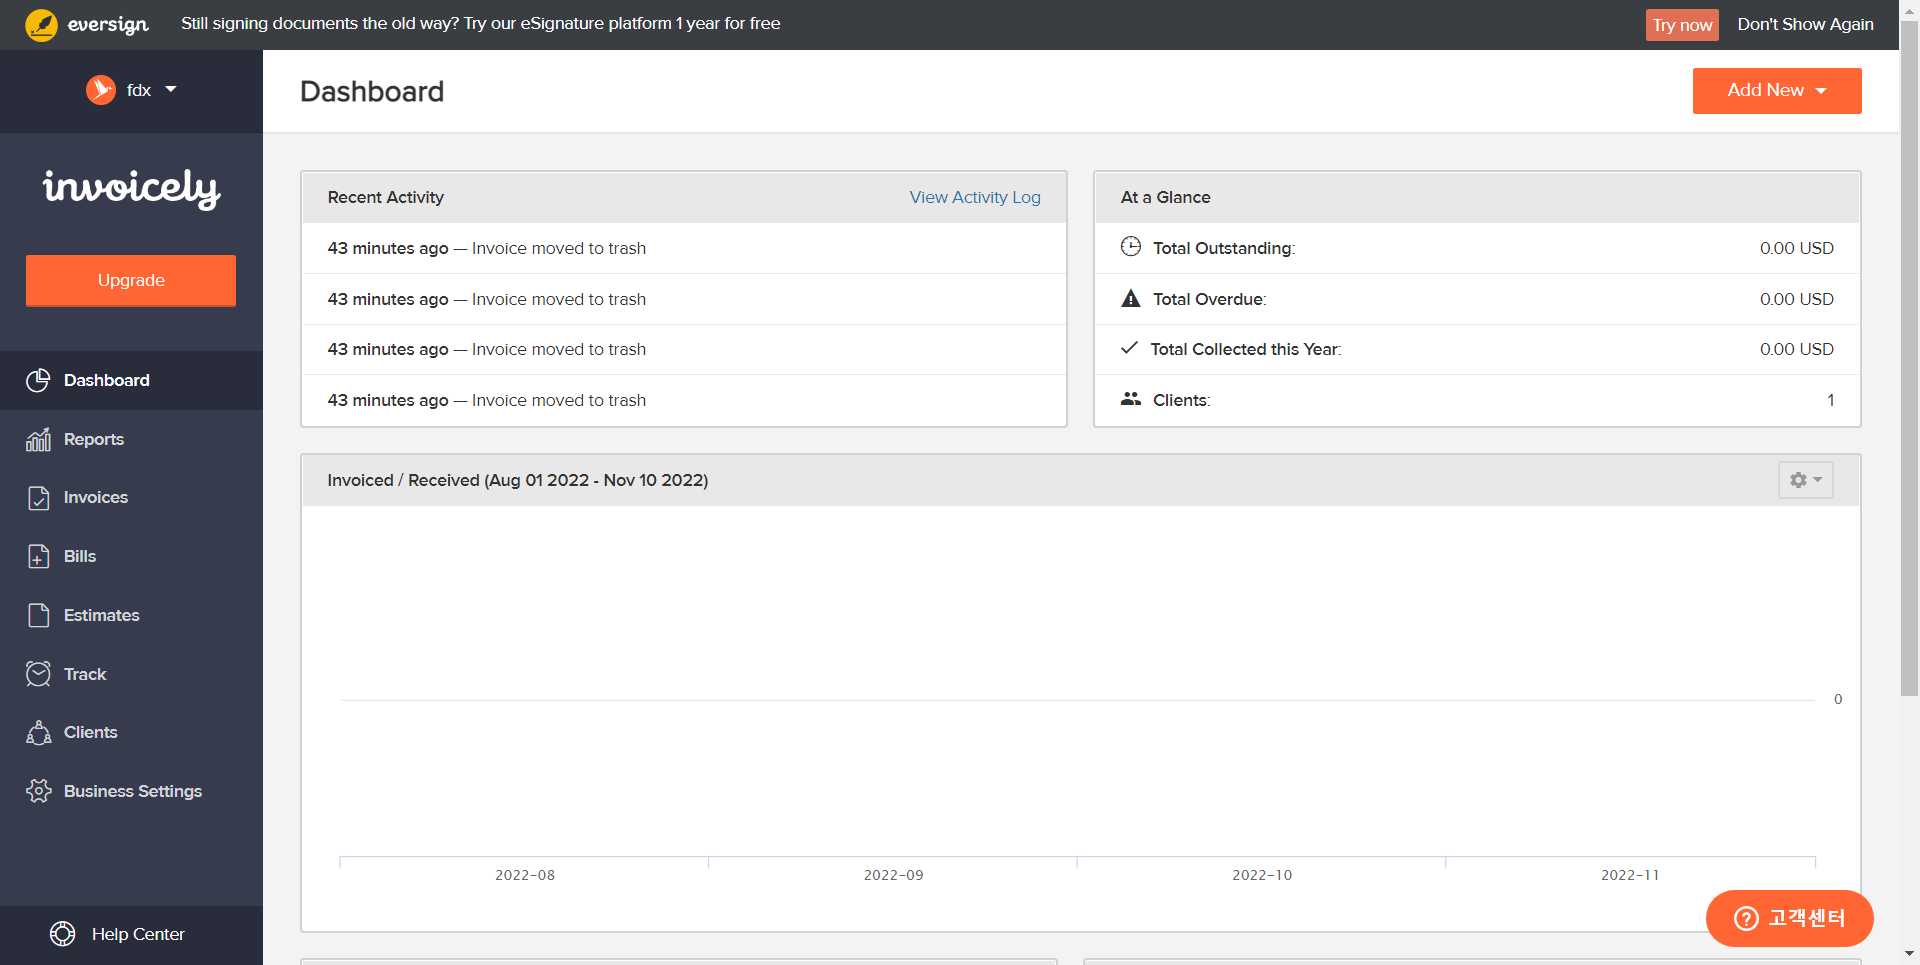 eversign
Still signing documents the old way? Try our eSignature platform 1 year for free
Try now
Don't Show Again
fdx
invoicely
Upgrade
Dashboard
Reports
Invoices
Bills
Estimates
Track
Clients
Business Settings
Help Center
Dashboard
Add New
Recent Activity
View Activity Log
43 minutes ago — Invoice moved to trash
43 minutes ago — Invoice moved to trash
43 minutes ago — Invoice moved to trash
43 minutes ago — Invoice moved to trash
At a Glance
Total Outstanding: 0.00 USD
Total Overdue: 0.00 USD
Total Collected this Year: 0.00 USD
Clients: 1
Invoiced / Received (Aug 01 2022 - Nov 10 2022)
0
2022-08 2022-09 2022-10 2022-11
고객센터